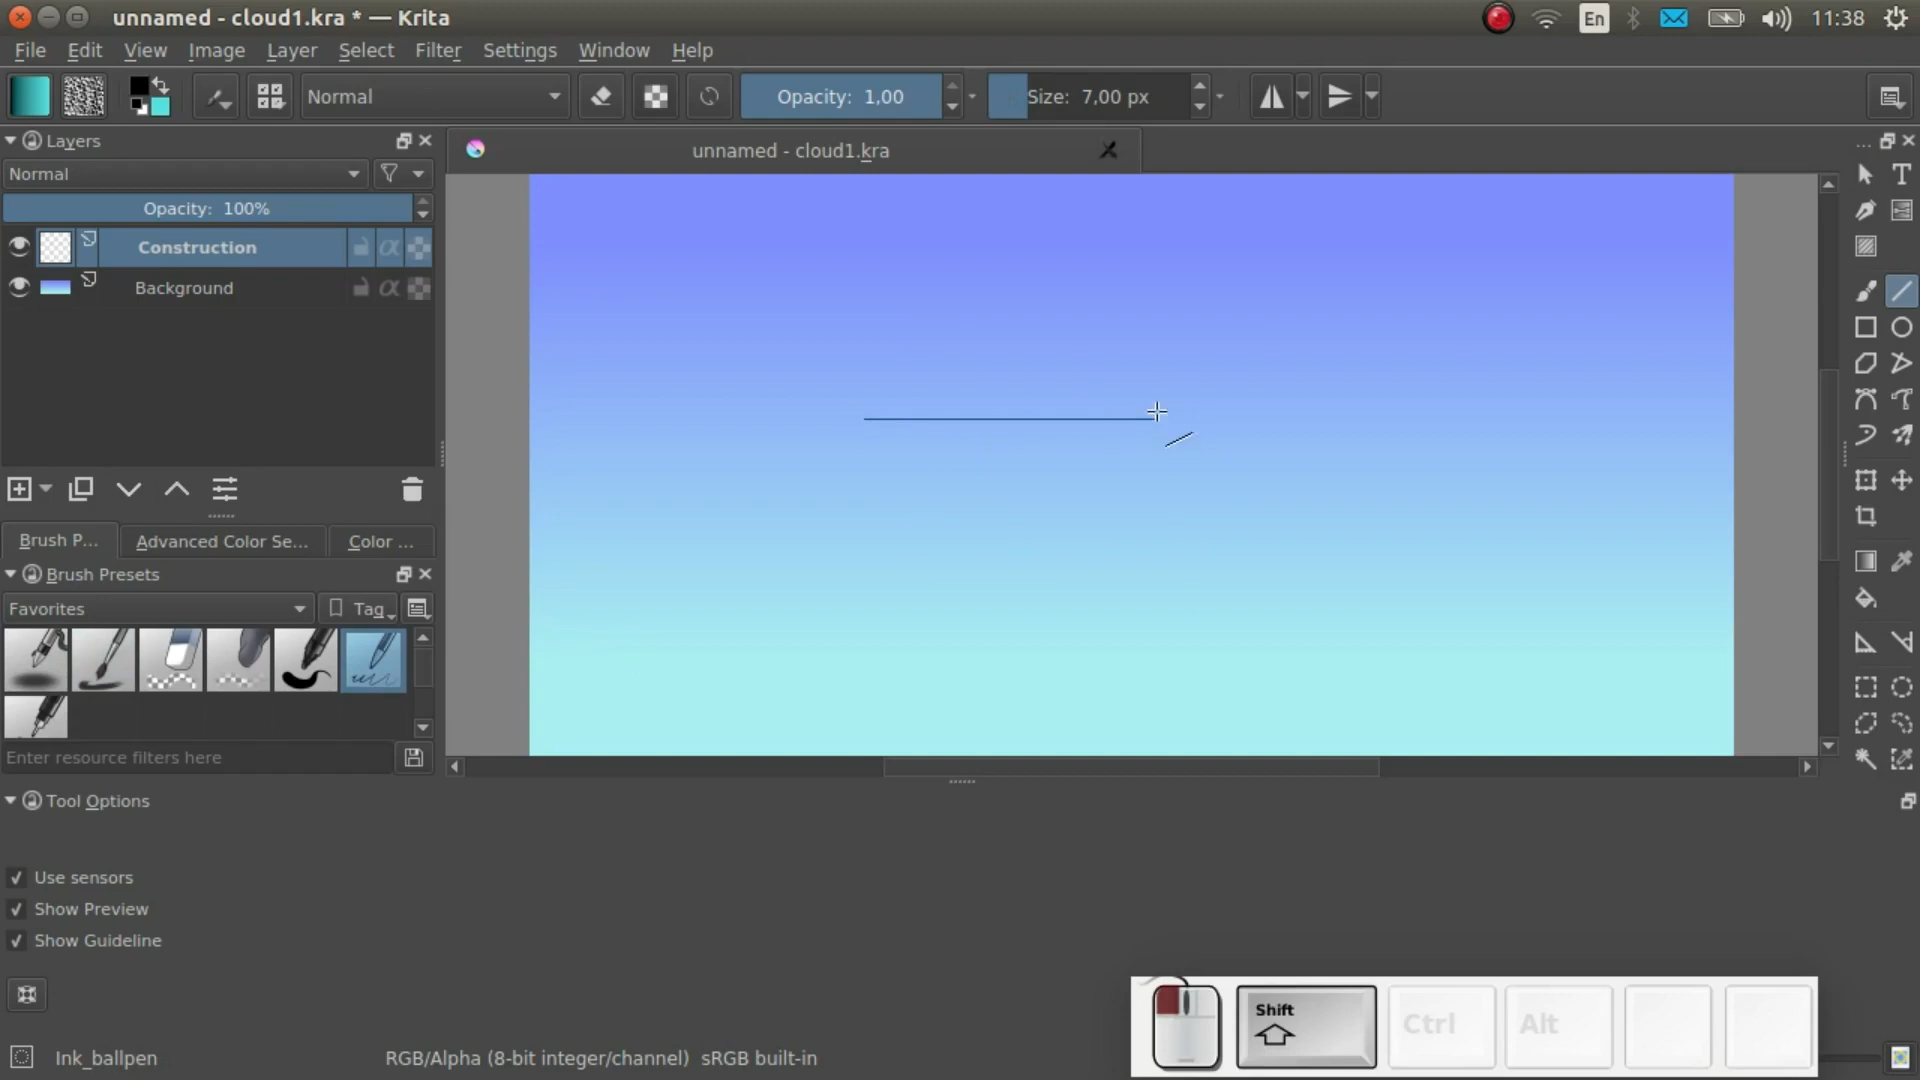 unnamed - cloud1.kra * — Krita
En
11:38
File Edit View Image Layer Select Filter Settings Window Help
Normal
Opacity: 1,00
Size: 7,00 px
Layers
unnamed - cloud1.kra
Normal
Opacity: 100%
Construction
Background
Brush P...
Advanced Color Se...
Color ...
Brush Presets
Favorites
Tag
Enter resource filters here
Tool Options
Use sensors
Show Preview
Show Guideline
Shift
Ctrl
Alt
Ink_ballpen
RGB/Alpha (8-bit integer/channel) sRGB built-in